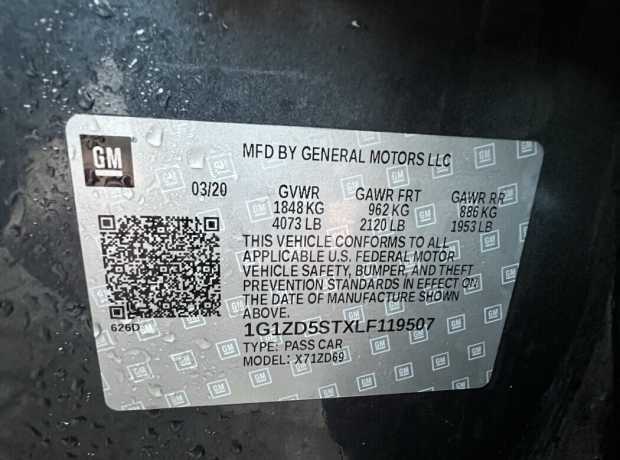 GM
MFD BY GENERAL MOTORS LLC
03/20 GVWR GAWR FRT GAWR RR
1848 KG 962 KG 886 KG
4073 LB 2120 LB 1953 LB
THIS VEHICLE CONFORMS TO ALL
APPLICABLE U.S. FEDERAL MOTOR
VEHICLE SAFETY, BUMPER, AND THEFT
PREVENTION STANDARDS IN EFFECT ON
THE DATE OF MANUFACTURE SHOWN
ABOVE.
626D
1G1ZD5STXLF119507
TYPE: PASS CAR
MODEL: X71ZD69